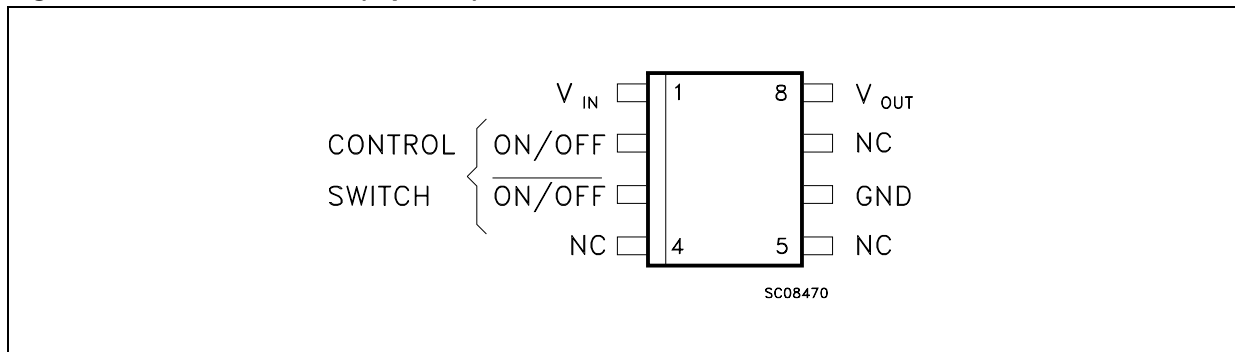 V IN 1 8 V OUT
CONTROL ON/OFF NC
SWITCH ON/OFF GND
NC 4 5 NC
SC08470